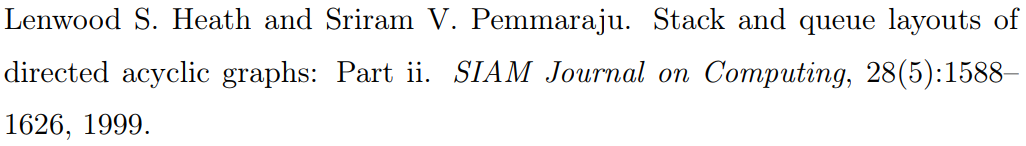 Lenwood S. Heath and Sriram V. Pemmaraju. Stack and queue layouts of
directed acyclic graphs: Part ii. SIAM Journal on Computing, 28(5):1588–
1626, 1999.